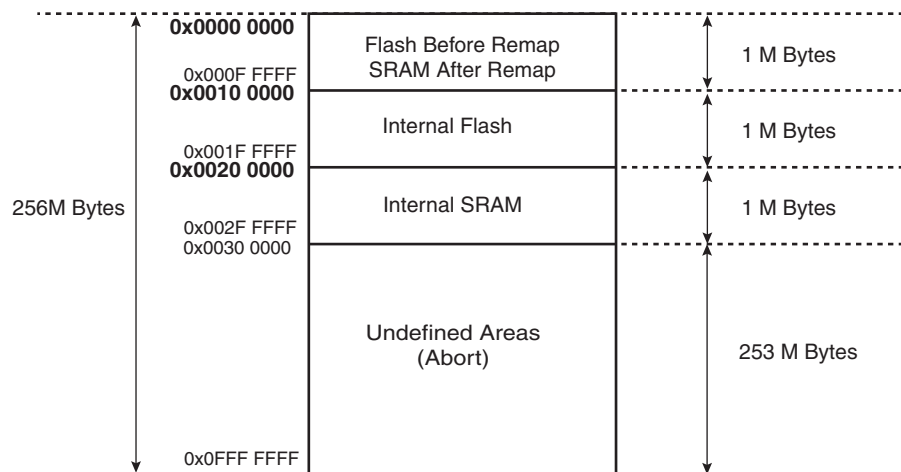 0x0000 0000
Flash Before Remap
SRAM After Remap
1 M Bytes
0x000F FFFF
0x0010 0000
Internal Flash
1 M Bytes
0x001F FFFF
0x0020 0000
256M Bytes
Internal SRAM
1 M Bytes
0x002F FFFF
0x0030 0000
Undefined Areas
(Abort)
253 M Bytes
0x0FFF FFFF